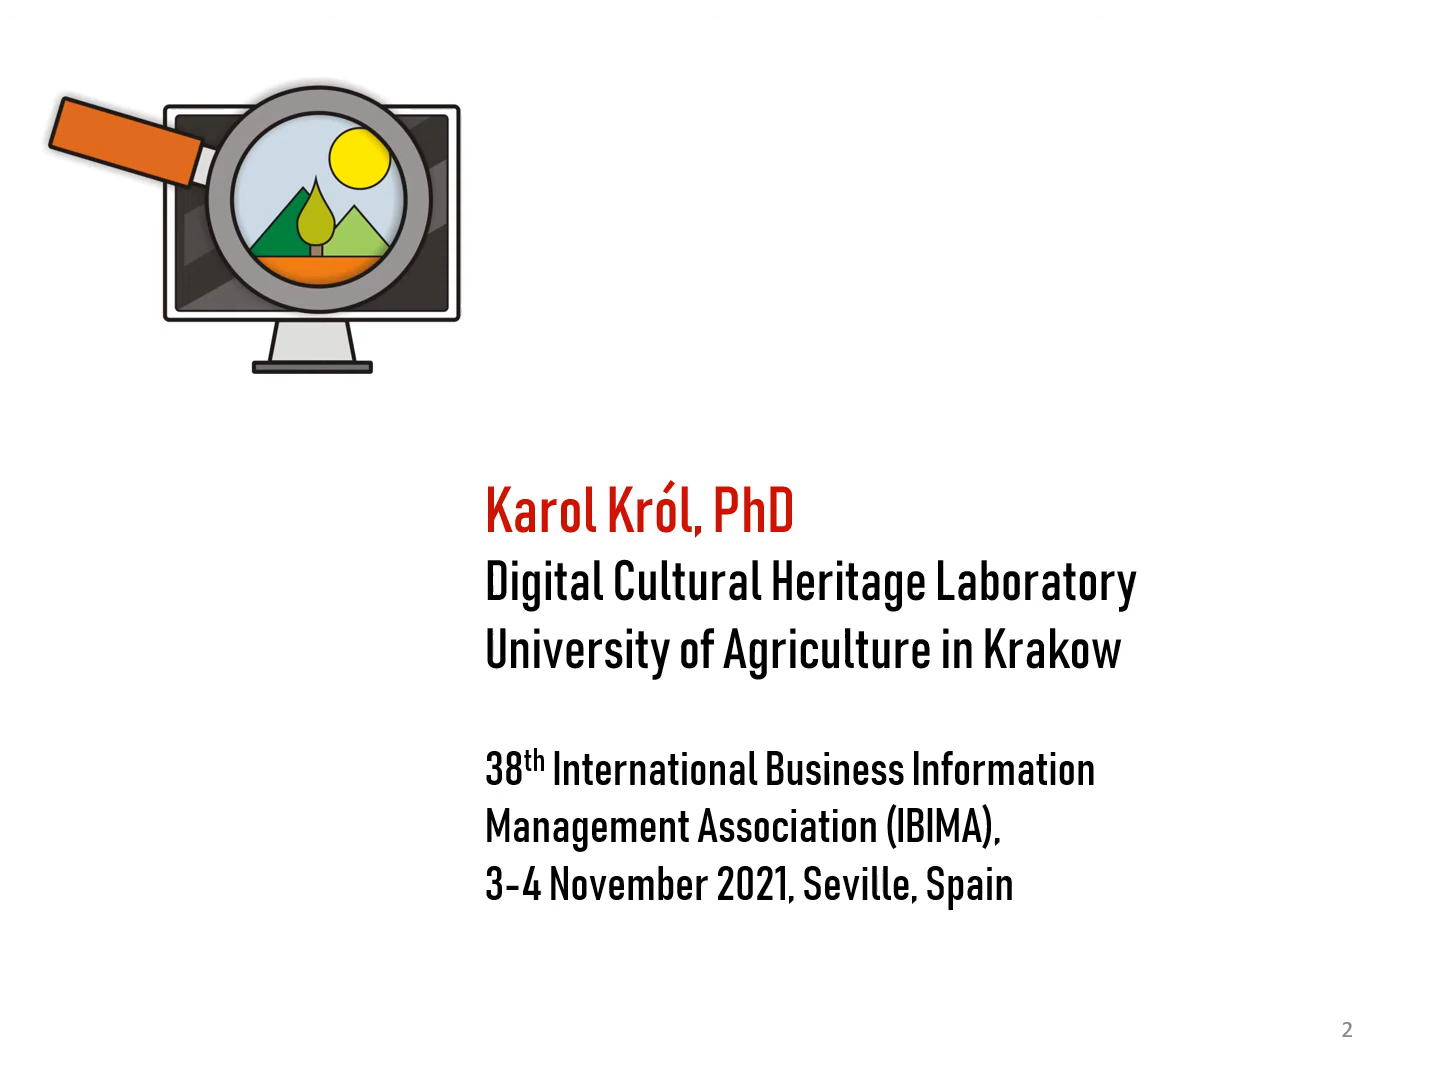 Karol Król, PhD
Digital Cultural Heritage Laboratory
University of Agriculture in Krakow
38th International Business Information
Management Association (IBIMA),
3-4 November 2021, Seville, Spain
2